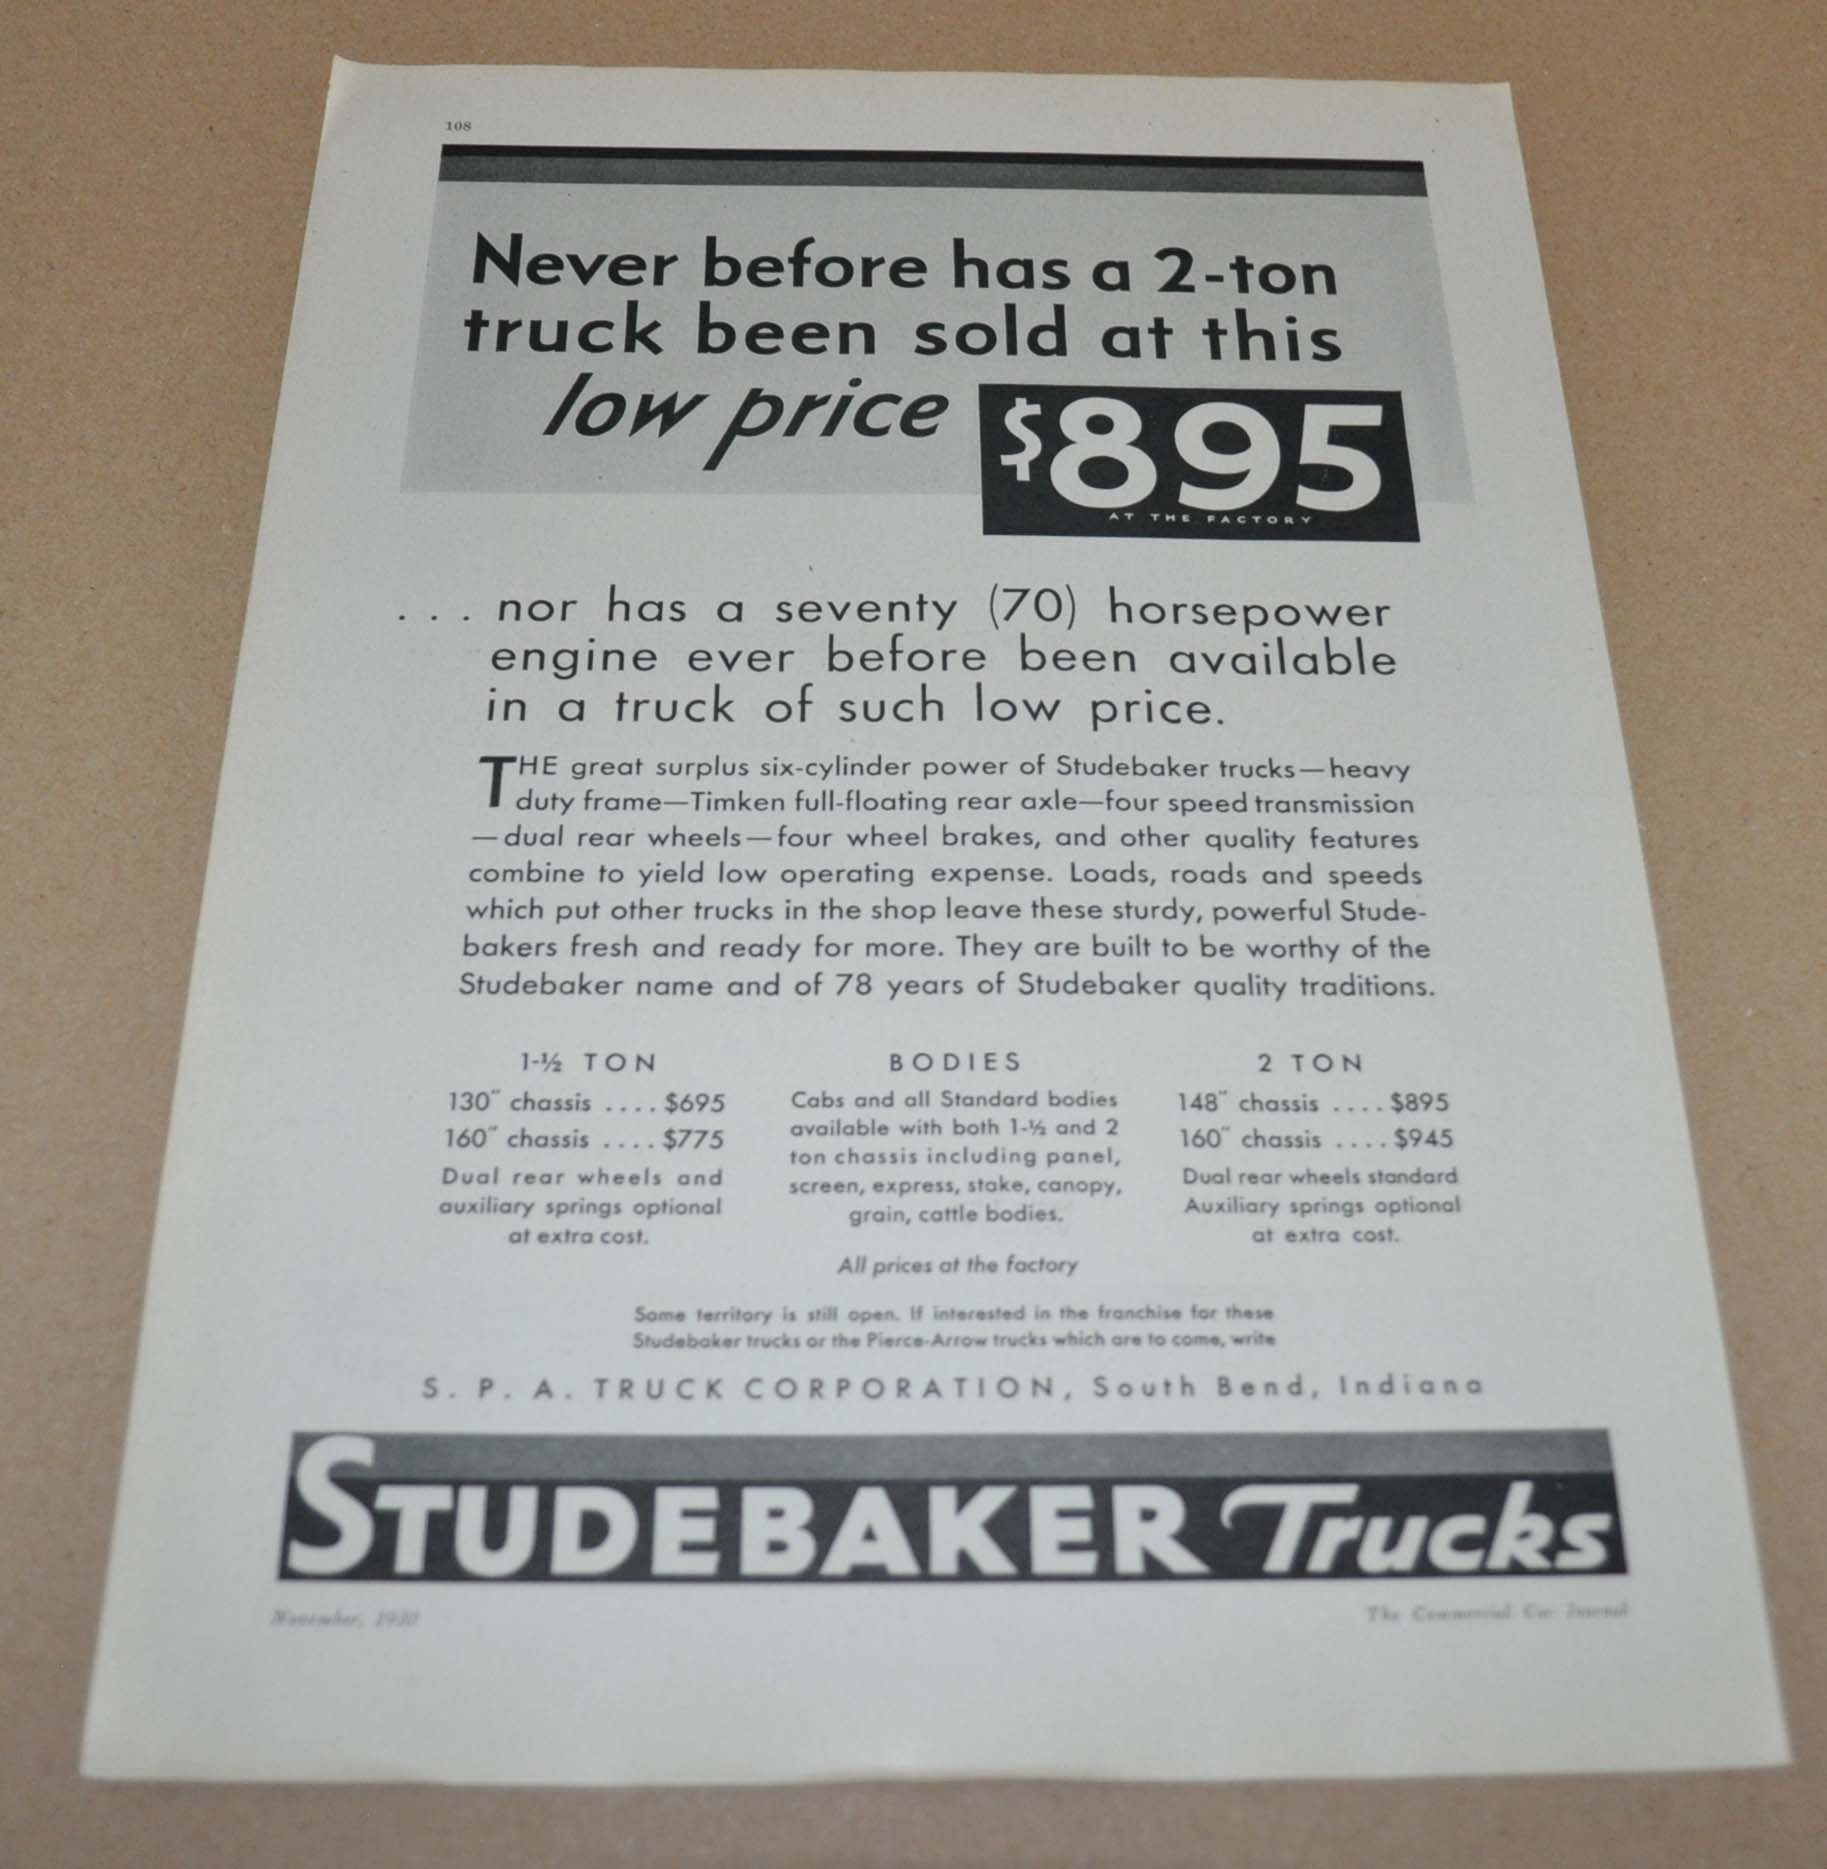 108
Never before has a 2-ton
truck been sold at this
low price $895
AT THE FACTORY
. . . nor has a seventy (70) horsepower
engine ever before been available
in a truck of such low price.
THE great surplus six-cylinder power of Studebaker trucks—heavy
duty frame—Timken full-floating rear axle—four speed transmission
—dual rear wheels—four wheel brakes, and other quality features
combine to yield low operating expense. Loads, roads and speeds
which put other trucks in the shop leave these sturdy, powerful Stude-
bakers fresh and ready for more. They are built to be worthy of the
Studebaker name and of 78 years of Studebaker quality traditions.
1-½ TON
130" chassis .... $695
160" chassis .... $775
Dual rear wheels and
auxiliary springs optional
at extra cost.
BODIES
Cabs and all Standard bodies
available with both 1-½ and 2
ton chassis including panel,
screen, express, stake, canopy,
grain, cattle bodies.
2 TON
148" chassis .... $895
160" chassis .... $945
Dual rear wheels standard
Auxiliary springs optional
at extra cost.
All prices at the factory
Some territory is still open. If interested in the franchise for these
Studebaker trucks or the Pierce-Arrow trucks which are to come, write
S. P. A. TRUCK CORPORATION, South Bend, Indiana
STUDEBAKER Trucks
November, 1930
The Commercial Car Journal